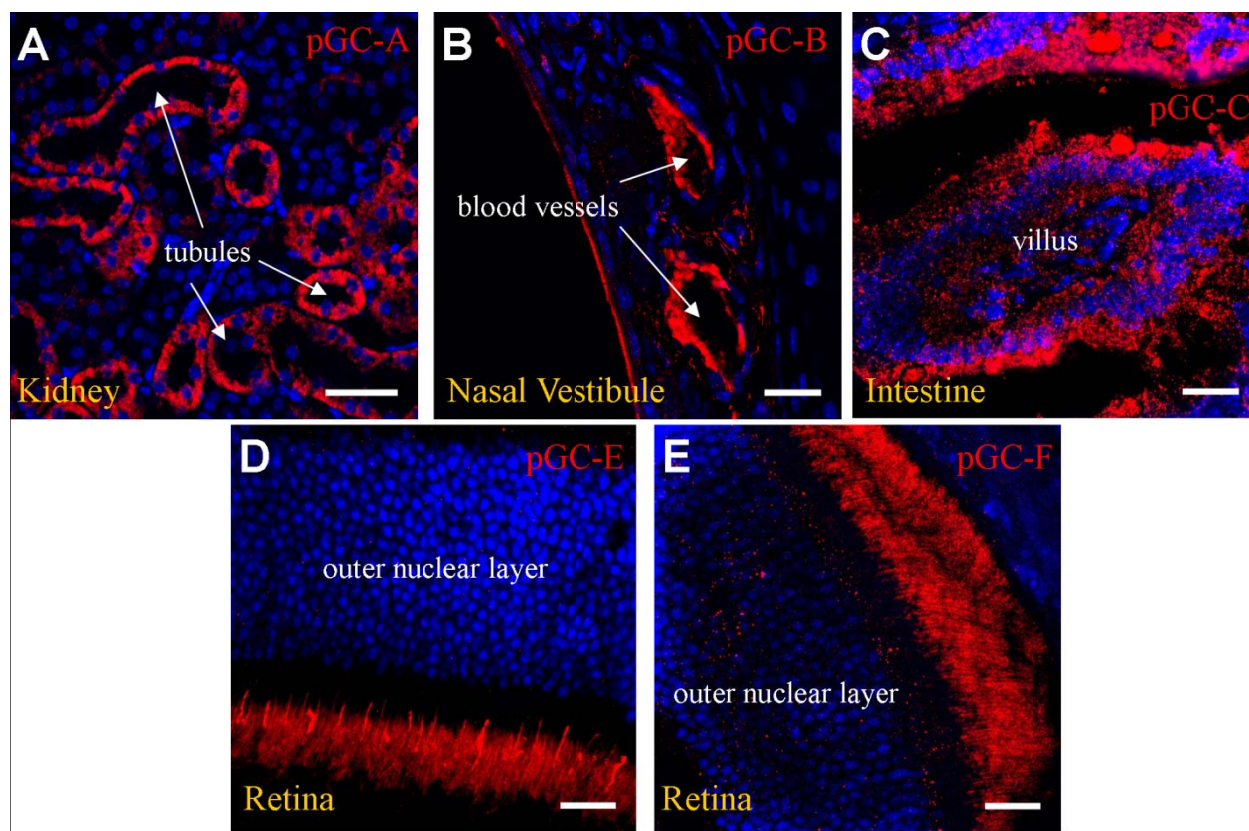 A
pGC-A
tubules
Kidney
B
pGC-B
blood vessels
Nasal Vestibule
C
pGC-C
villus
Intestine
D
pGC-E
outer nuclear layer
Retina
E
pGC-F
outer nuclear layer
Retina